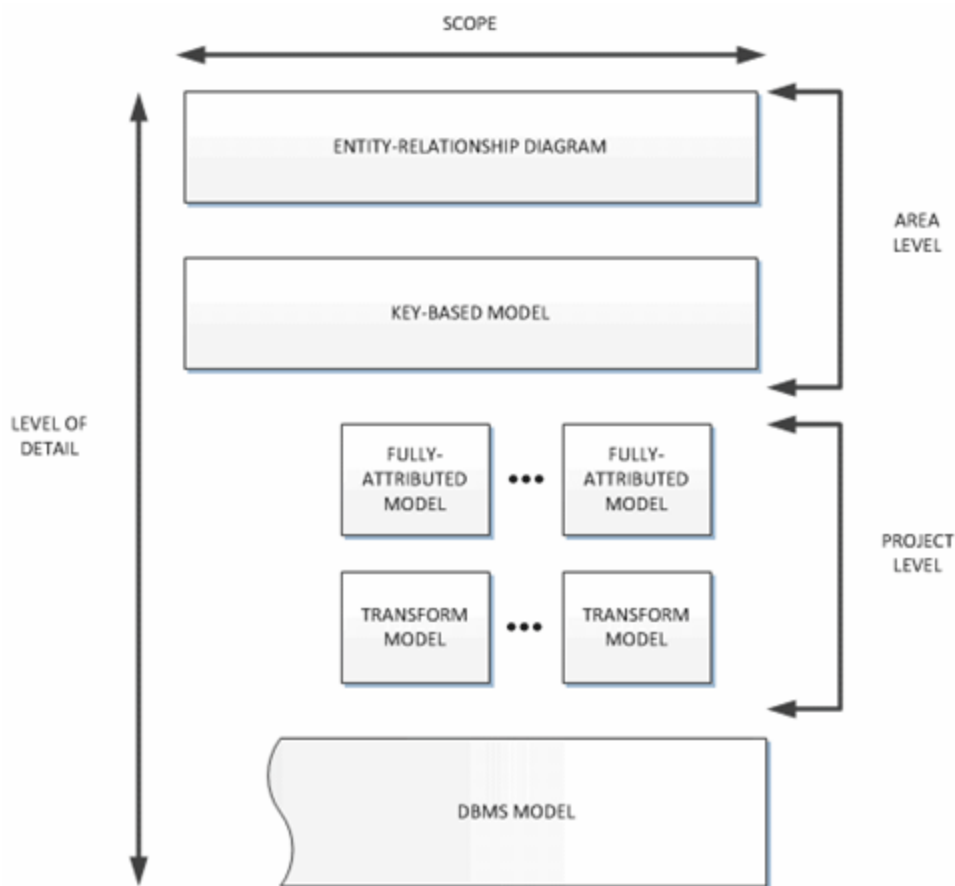 SCOPE
ENTITY-RELATIONSHIP DIAGRAM
AREA
LEVEL
KEY-BASED MODEL
LEVEL OF
DETAIL
FULLY-
ATTRIBUTED
MODEL
FULLY-
ATTRIBUTED
MODEL
PROJECT
LEVEL
TRANSFORM
MODEL
TRANSFORM
MODEL
DBMS MODEL